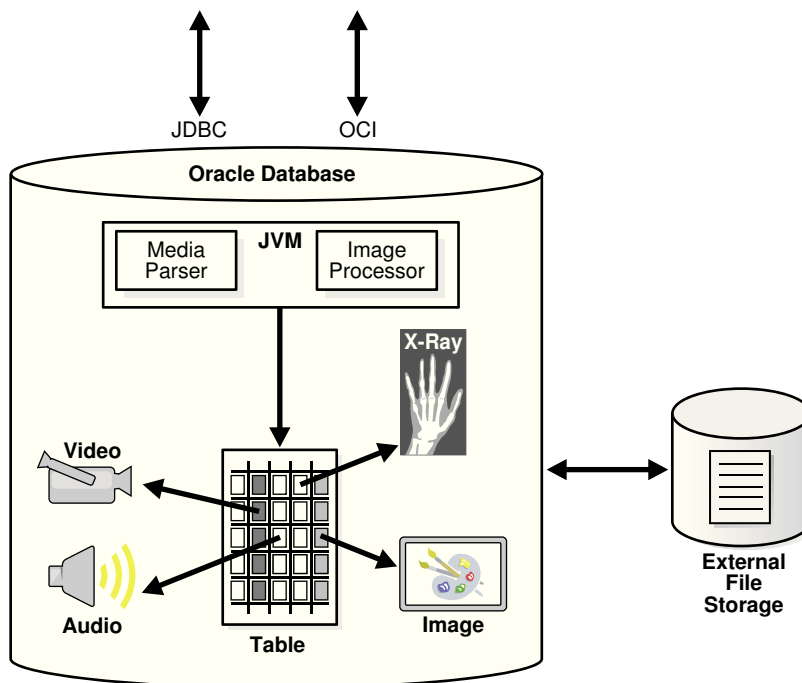 JDBC
OCI
Oracle Database
JVM
Media
Parser
Image
Processor
X-Ray
Video
Audio
Table
Image
External
File
Storage